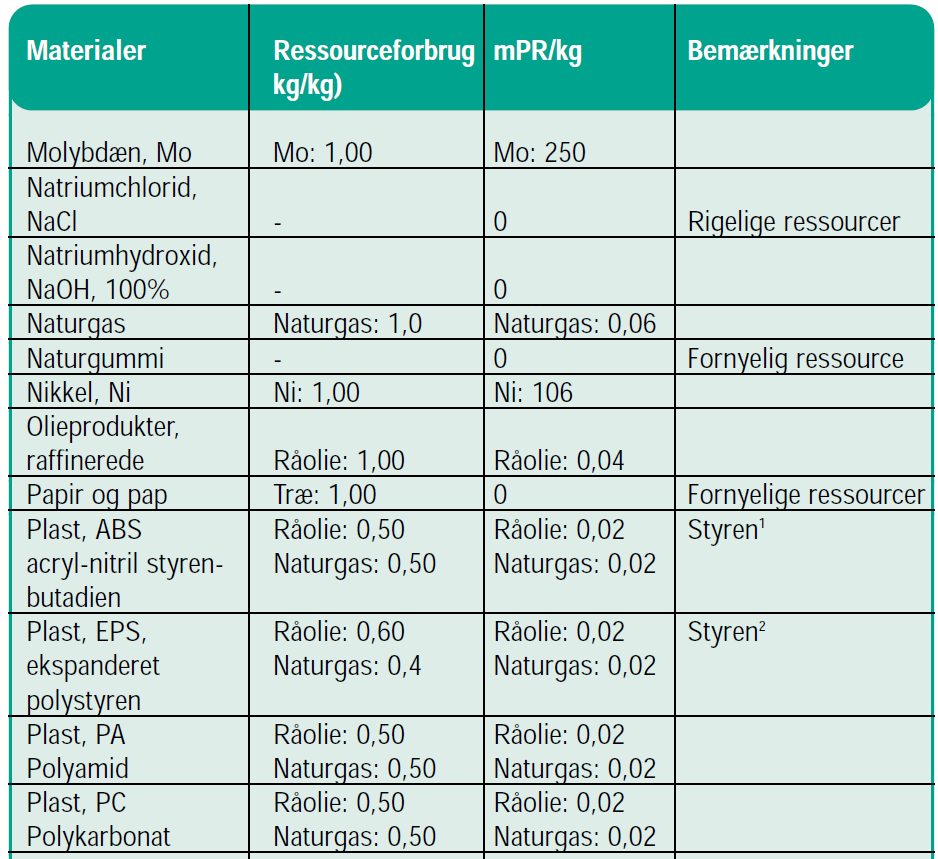 Materialer Ressourceforbrug mPR/kg Bemærkninger
kg/kg)
Molybdæn, Mo Mo: 1,00 Mo: 250
Natriumchlorid,
NaCl - 0 Rigelige ressourcer
Natriumhydroxid,
NaOH, 100% - 0
Naturgas Naturgas: 1,0 Naturgas: 0,06
Naturgummi - 0 Fornyelig ressource
Nikkel, Ni Ni: 1,00 Ni: 106
Olieprodukter,
raffinerede Råolie: 1,00 Råolie: 0,04
Papir og pap Træ: 1,00 0 Fornyelige ressourcer
Plast, ABS Råolie: 0,50 Råolie: 0,02 Styren¹
acryl-nitril styren- Naturgas: 0,50 Naturgas: 0,02
butadien
Plast, EPS, Råolie: 0,60 Råolie: 0,02 Styren²
ekspanderet Naturgas: 0,4 Naturgas: 0,02
polystyren
Plast, PA Råolie: 0,50 Råolie: 0,02
Polyamid Naturgas: 0,50 Naturgas: 0,02
Plast, PC Råolie: 0,50 Råolie: 0,02
Polykarbonat Naturgas: 0,50 Naturgas: 0,02